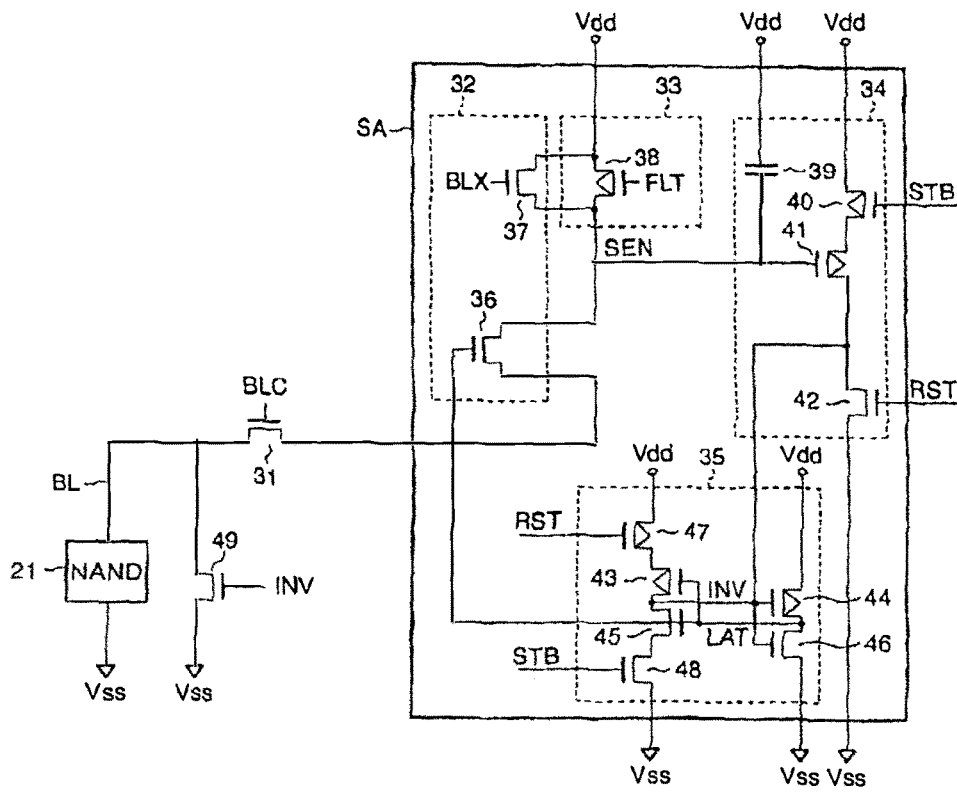 Vdd Vdd Vdd
32 33 34
SA
38
39
BLX FLT
40 STB
37
41
SEN
36
BLC
42 RST
31
Vdd 35 Vdd
BL
RST 47
49
21 NAND INV
43 INV 44
45 LAT 46
STB 48
Vss Vss
Vss Vss Vss